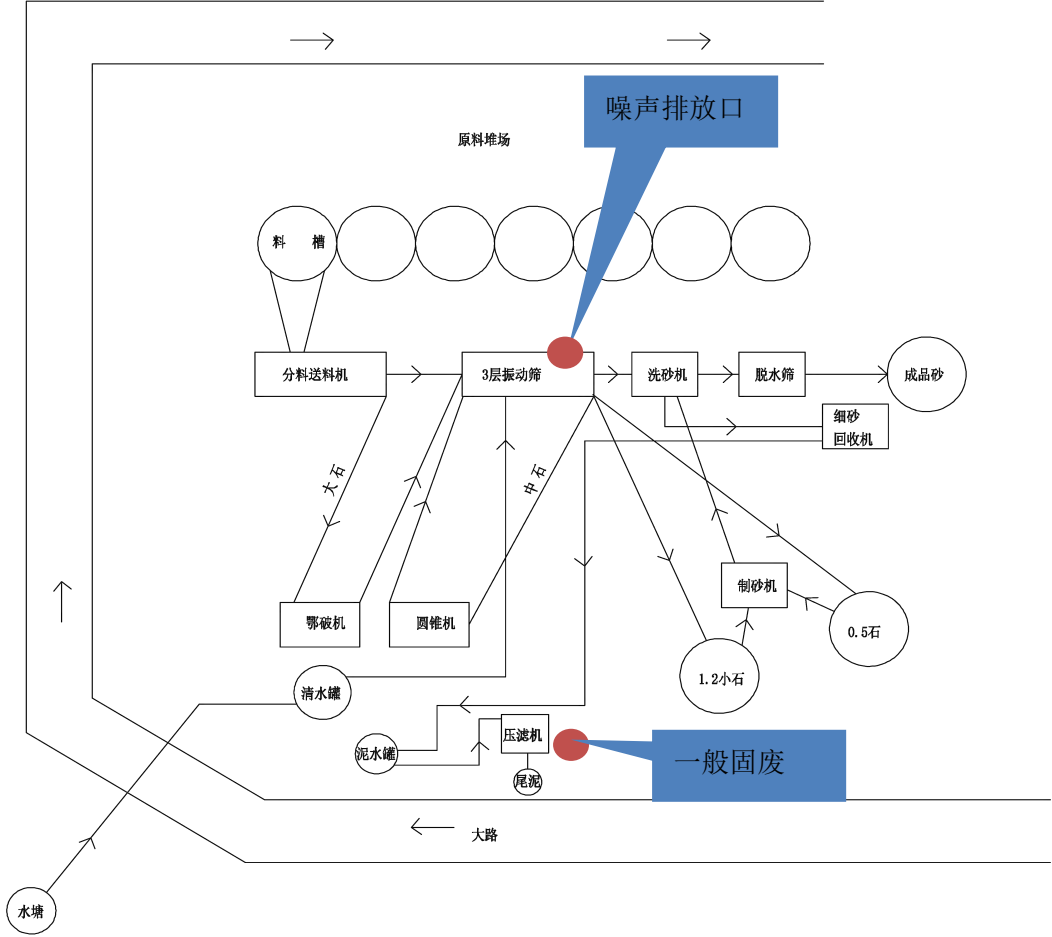 噪声排放口
原料堆场
料 槽
分料送料机
3层振动筛
洗砂机
脱水筛
成品砂
细砂
回收机
大石
中石
鄂破机
圆锥机
制砂机
0.5石
1.2小石
清水罐
泥水罐
压滤机
尾泥
一般固废
大路
水塘